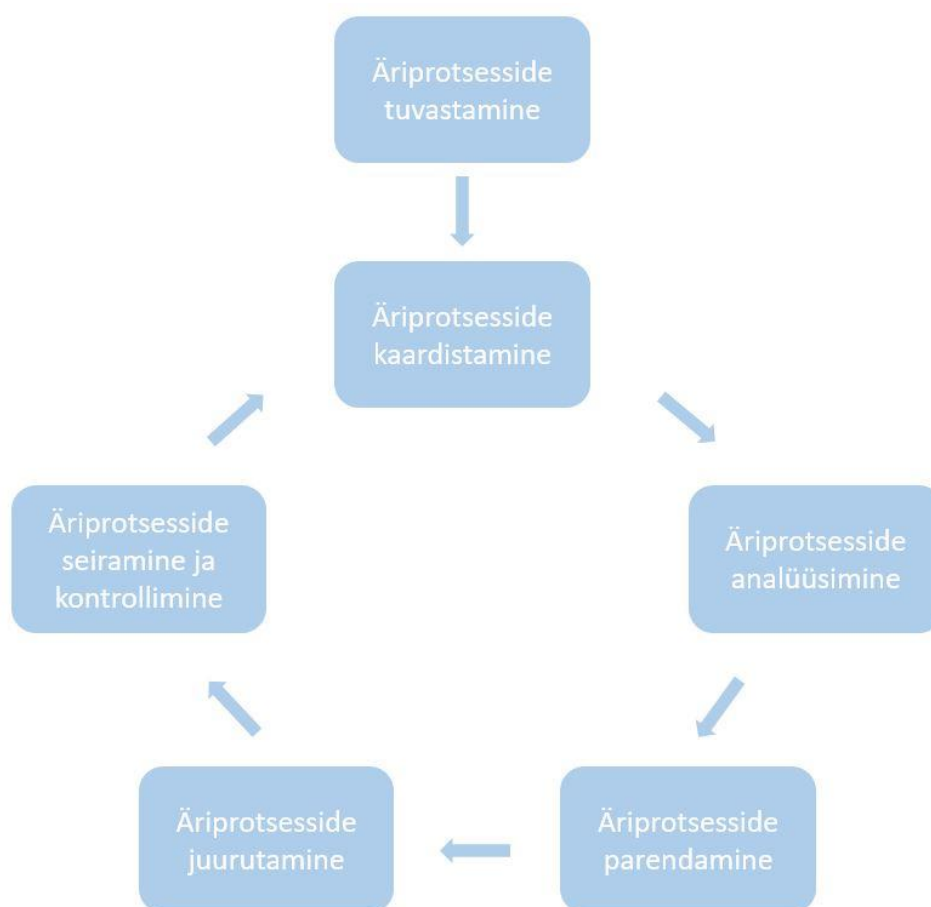 Äriprotsesside
tuvastamine
Äriprotsesside
kaardistamine
Äriprotsesside
analüüsimine
Äriprotsesside
parendamine
Äriprotsesside
juurutamine
Äriprotsesside
seiramine ja
kontrollimine